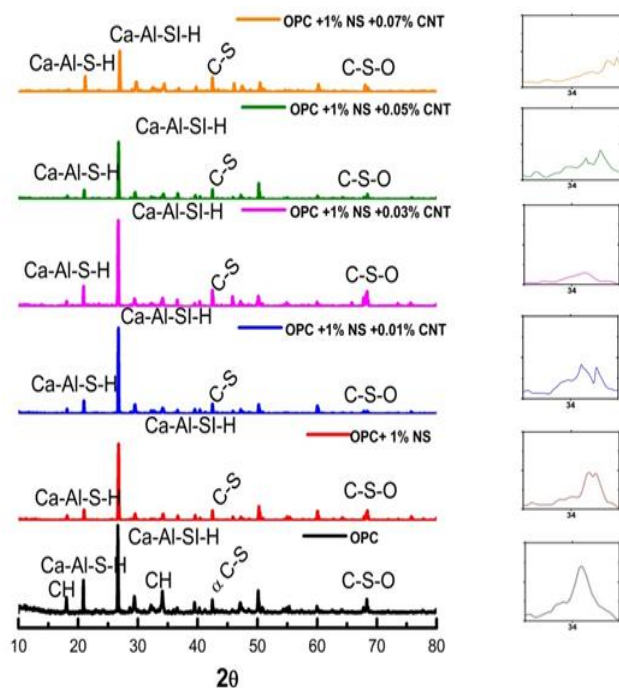 OPC +1% NS +0.07% CNT
Ca-Al-SI-H
Ca-Al-S-H
C-S
C-S-O
34
OPC +1% NS +0.05% CNT
Ca-Al-SI-H
Ca-Al-S-H
C-S
C-S-O
34
Ca-Al-SI-H
OPC +1% NS +0.03% CNT
Ca-Al-S-H
C-S
C-S-O
34
Ca-Al-SI-H
OPC +1% NS +0.01% CNT
Ca-Al-S-H
C-S
C-S-O
34
Ca-Al-SI-H
OPC+ 1% NS
Ca-Al-S-H
C-S
C-S-O
34
Ca-Al-SI-H
OPC
Ca-Al-S-H
CH
CH
α C-S
C-S-O
34
10 20 30 40 50 60 70 80
2θ